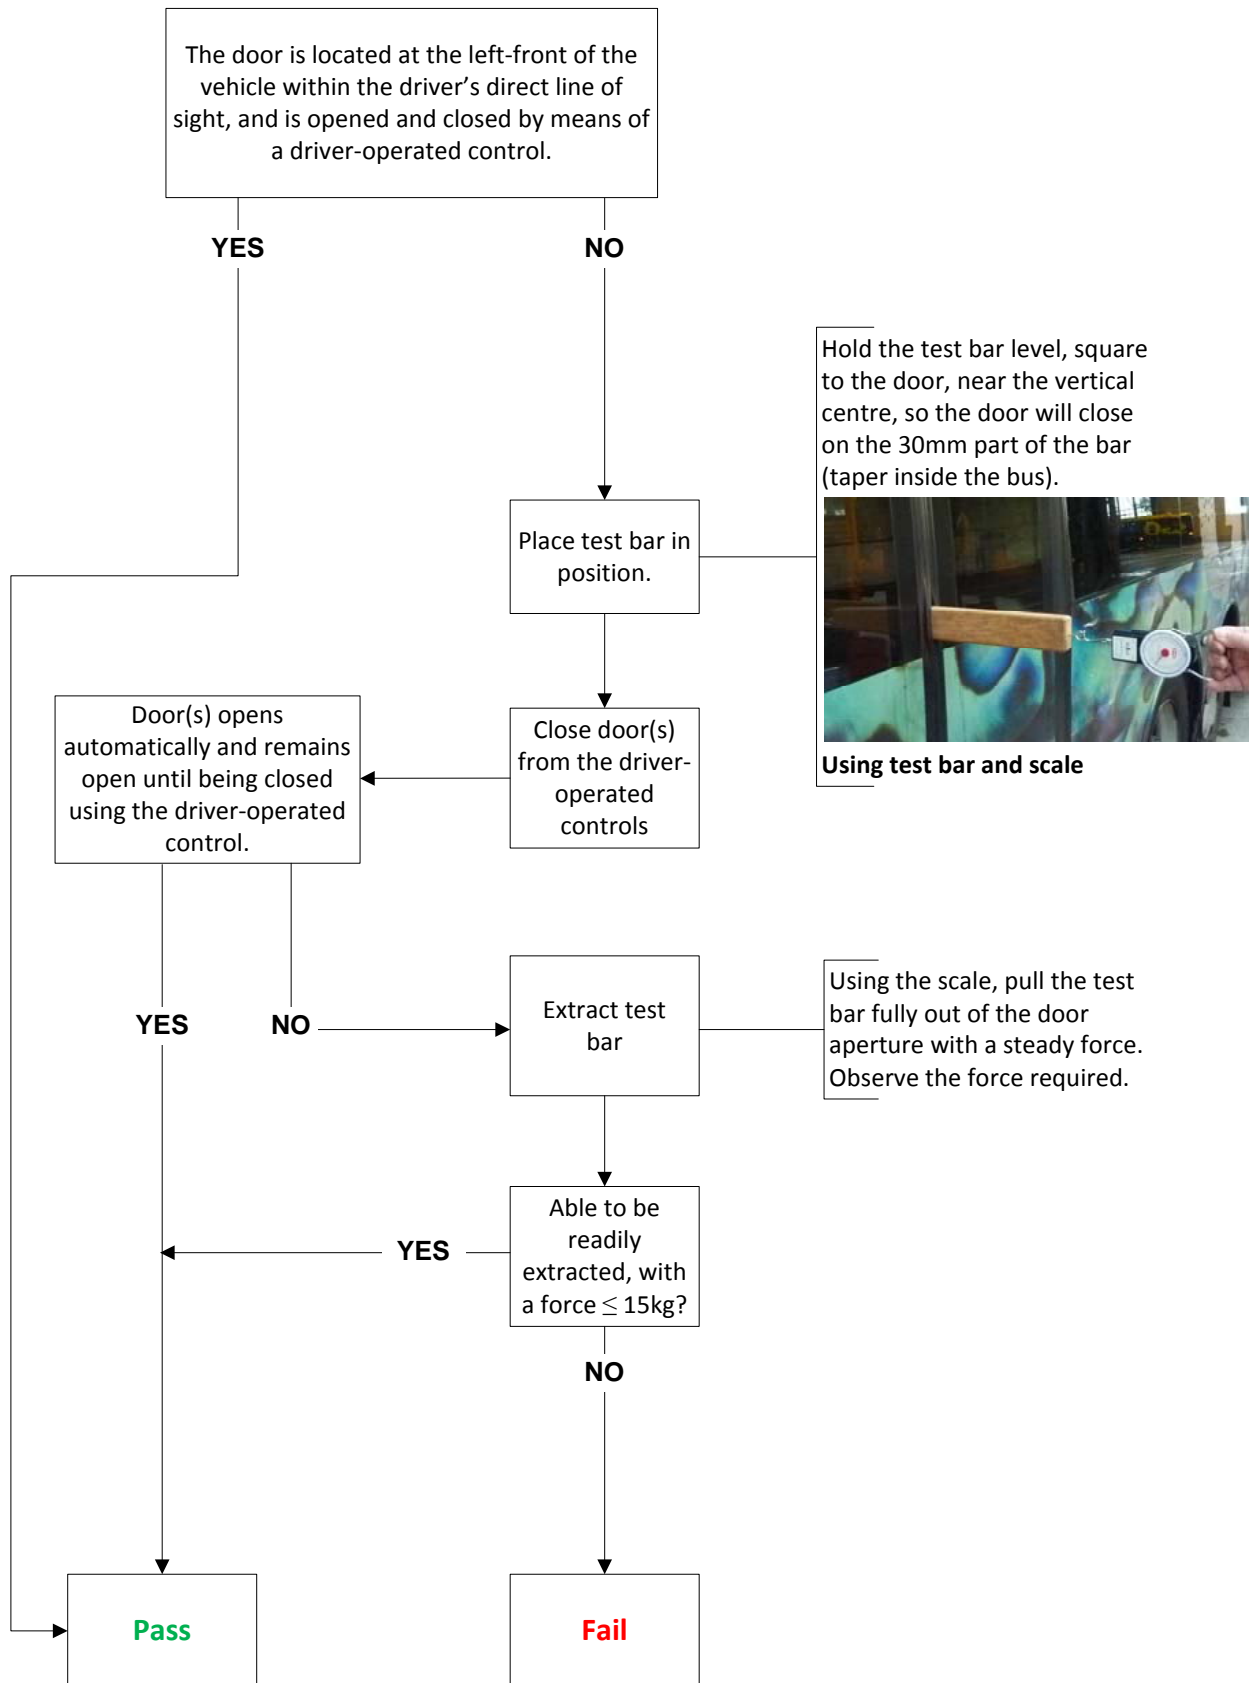 The door is located at the left-front of the
vehicle within the driver’s direct line of
sight, and is opened and closed by means of
a driver-operated control.
YES
NO
Hold the test bar level, square
to the door, near the vertical
centre, so the door will close
on the 30mm part of the bar
(taper inside the bus).
Place test bar in
position.
Using test bar and scale
Close door(s)
from the driver-
operated
controls
Door(s) opens
automatically and remains
open until being closed
using the driver-operated
control.
YES
NO
Extract test
bar
Using the scale, pull the test
bar fully out of the door
aperture with a steady force.
Observe the force required.
Able to be
readily
extracted, with
a force ≤ 15kg?
YES
NO
Pass
Fail